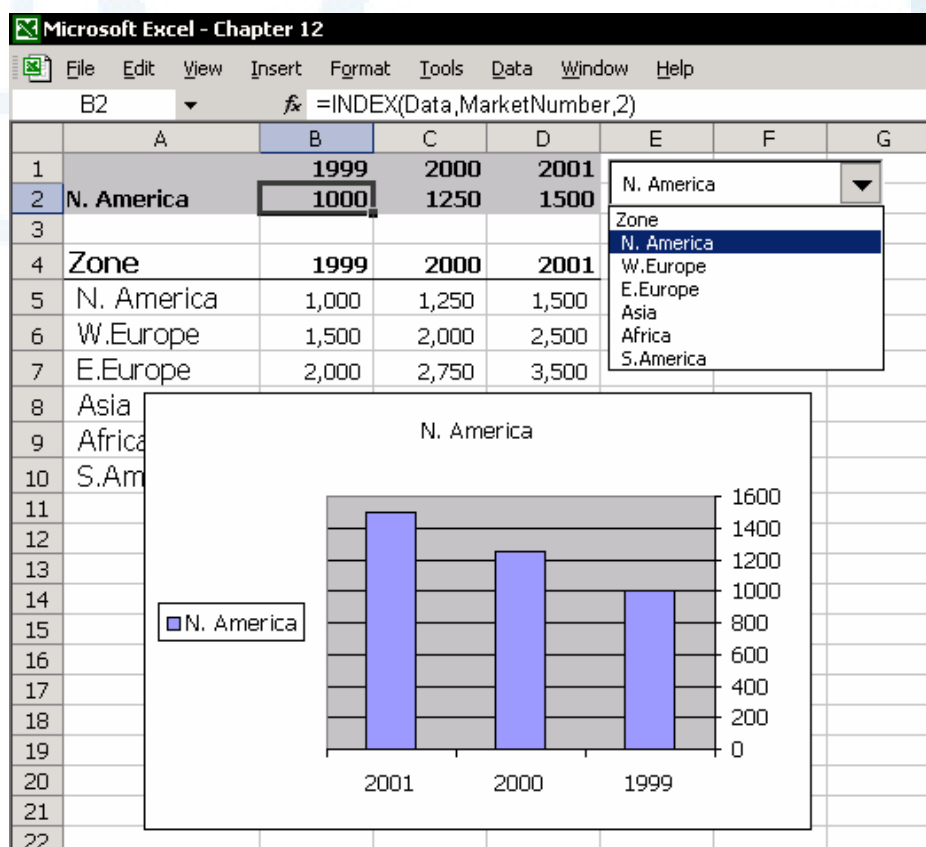 Microsoft Excel - Chapter 12
File Edit View Insert Format Tools Data Window Help
B2 fx =INDEX(Data,MarketNumber,2)
A B C D E F G
1 1999 2000 2001
2 N. America 1000 1250 1500
N. America
Zone
N. America
W.Europe
E.Europe
Asia
Africa
S.America
3
4 Zone 1999 2000 2001
5 N. America 1,000 1,250 1,500
6 W.Europe 1,500 2,000 2,500
7 E.Europe 2,000 2,750 3,500
8 Asia
9 Africa
10 S.Am
11
12
13
14
15
16
17
18
19
20
21
22
N. America
1600
1400
1200
1000
800
600
400
200
0
N. America
2001 2000 1999